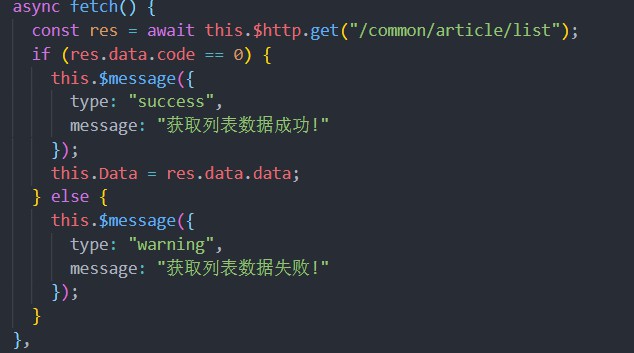 async fetch() {
const res = await this.$http.get("/common/article/list");
if (res.data.code == 0) {
this.$message({
type: "success",
message: "获取列表数据成功!"
});
this.Data = res.data.data;
} else {
this.$message({
type: "warning",
message: "获取列表数据失败!"
});
}
},